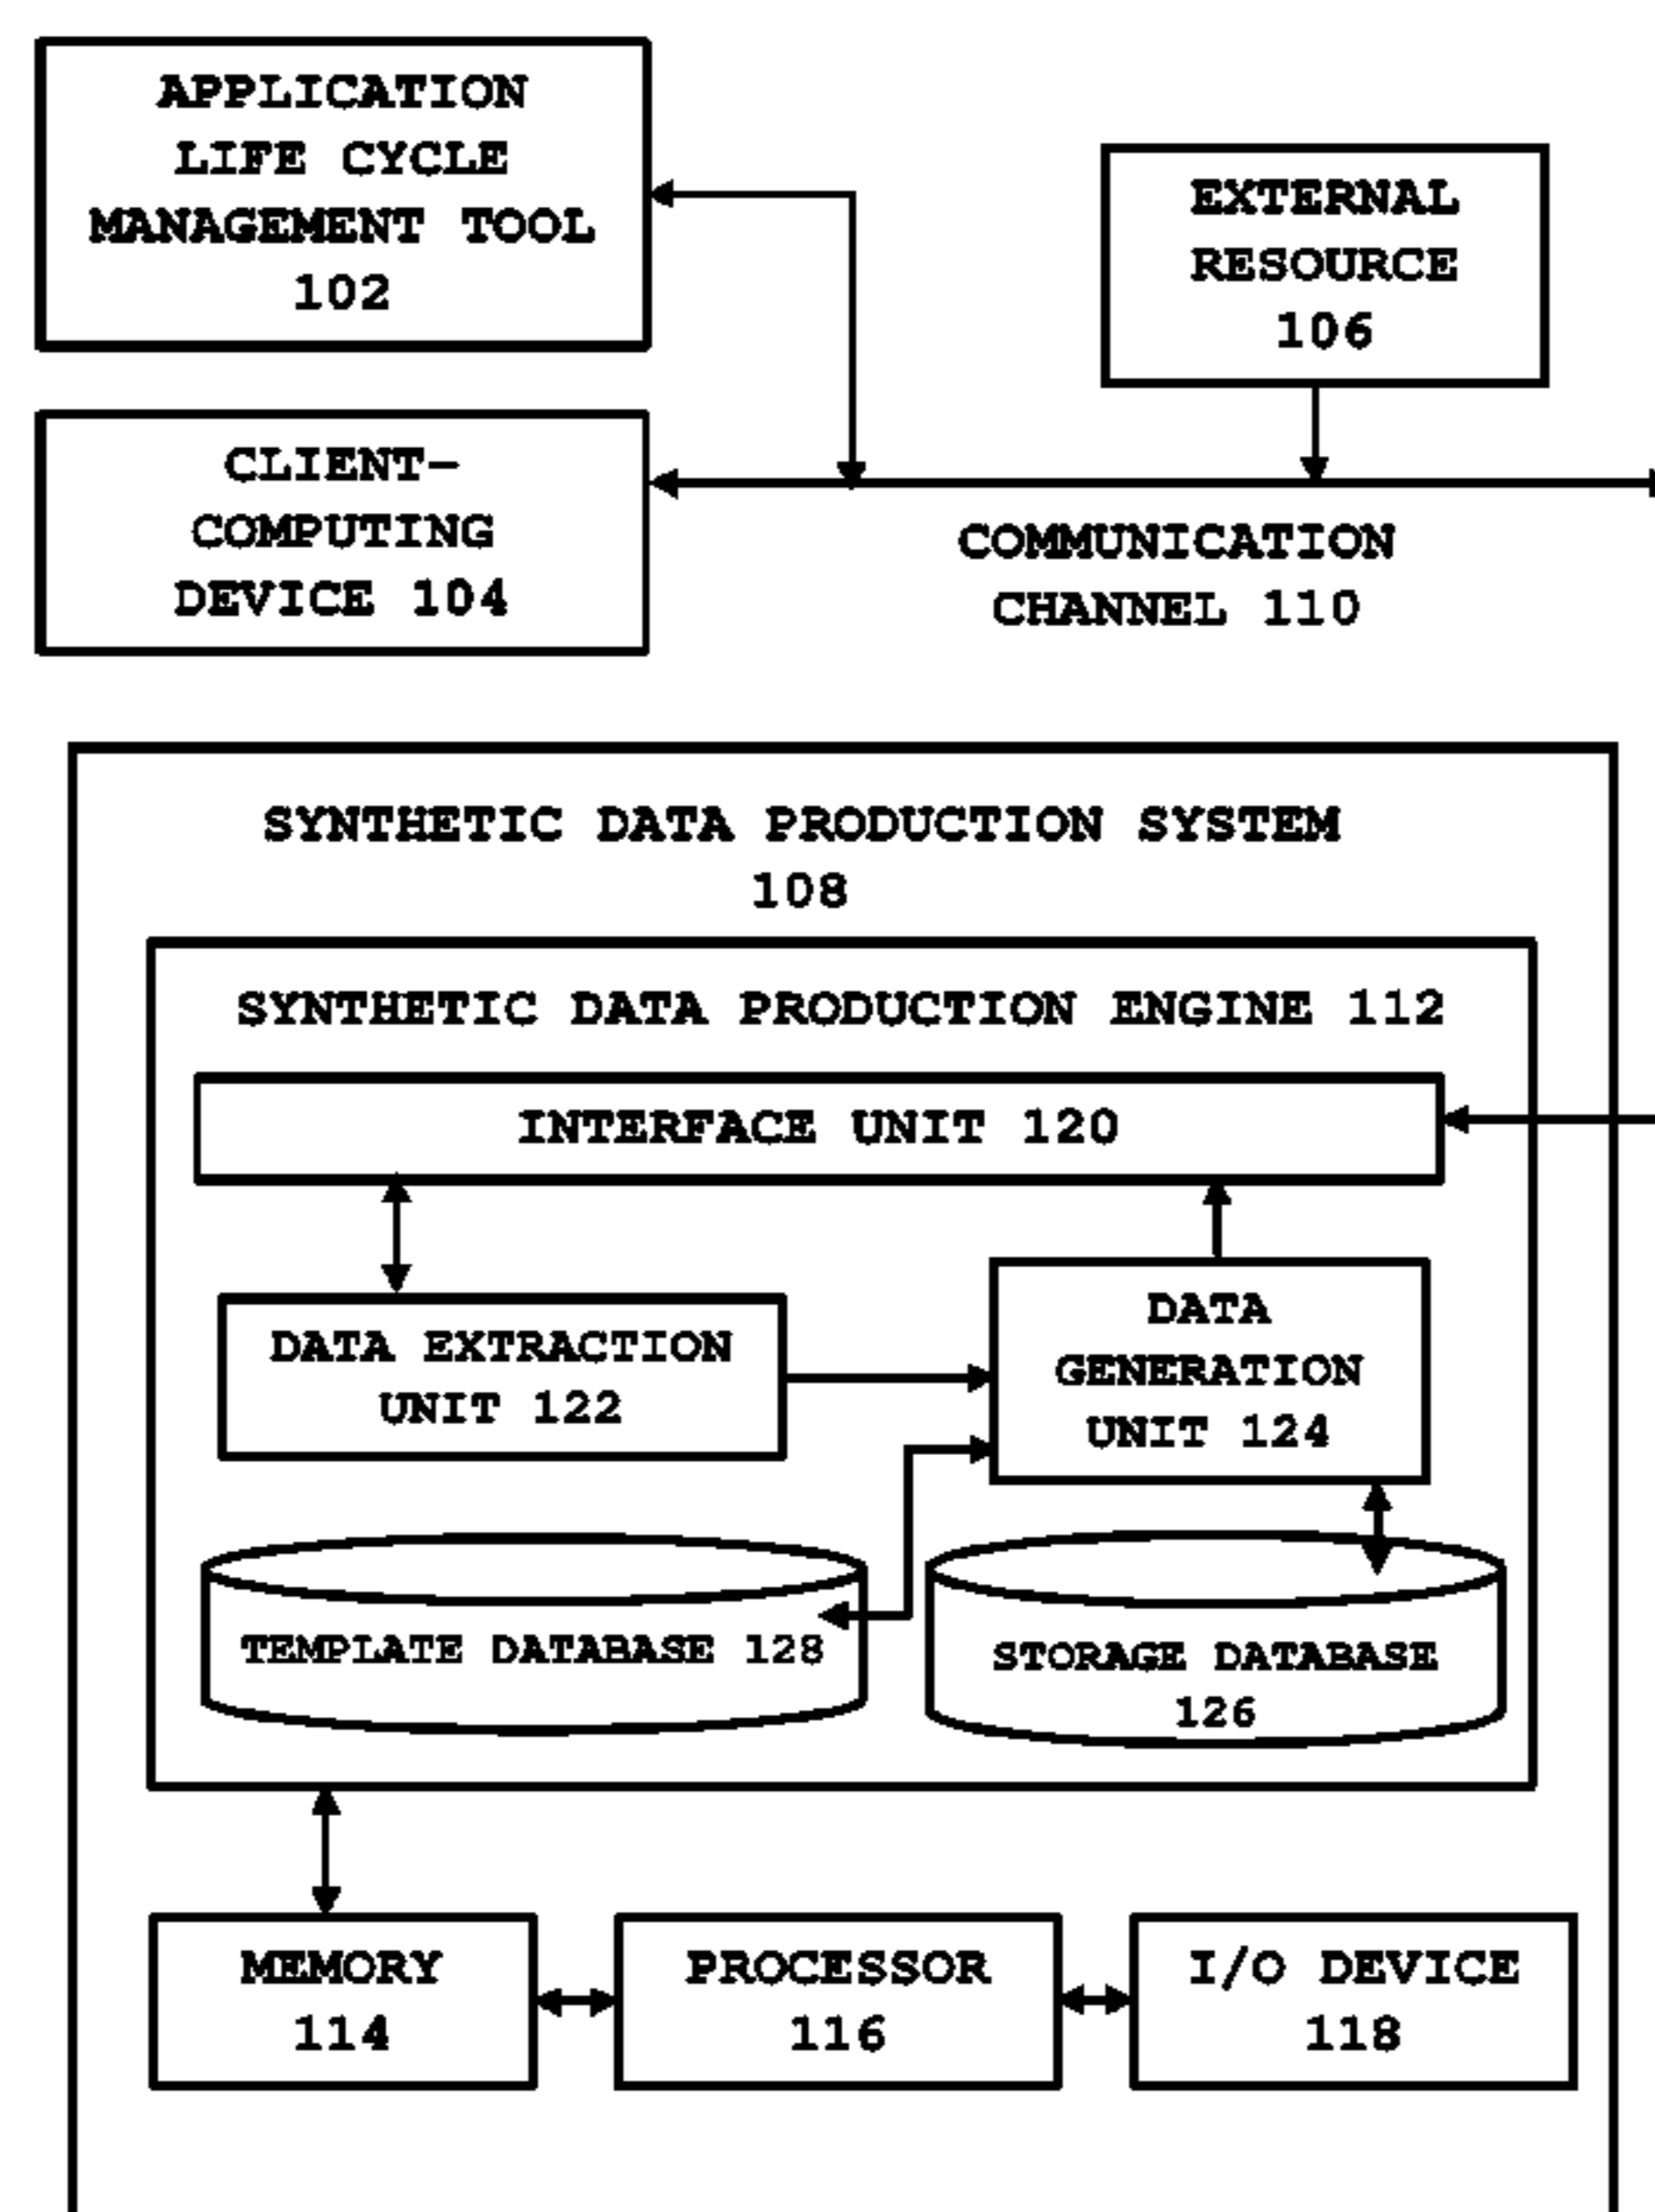 APPLICATION
LIFE CYCLE
MANAGEMENT TOOL
102
EXTERNAL
RESOURCE
106
CLIENT-
COMPUTING
DEVICE 104
COMMUNICATION
CHANNEL 110
SYNTHETIC DATA PRODUCTION SYSTEM
108
SYNTHETIC DATA PRODUCTION ENGINE 112
INTERFACE UNIT 120
DATA EXTRACTION
UNIT 122
DATA
GENERATION
UNIT 124
TEMPLATE DATABASE 128
STORAGE DATABASE
126
MEMORY
114
PROCESSOR
116
I/O DEVICE
118